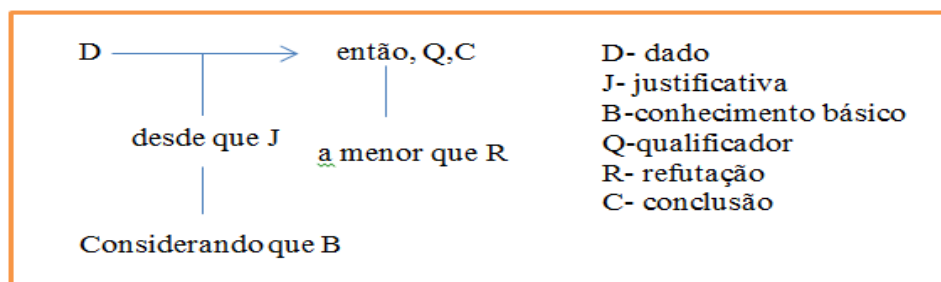 D
então, Q,C
desde que J
a menor que R
Considerando que B
D- dado
J- justificativa
B-conhecimento básico
Q-qualificador
R- refutação
C- conclusão